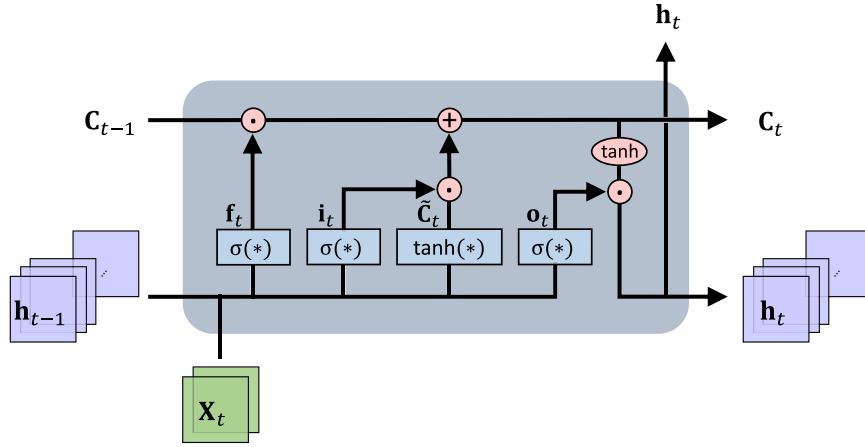 h_t
C_{t−1}
C_t
tanh
f_t
i_t
C̃_t
o_t
σ(∗)
σ(∗)
tanh(∗)
σ(∗)
h_{t−1}
h_t
X_t